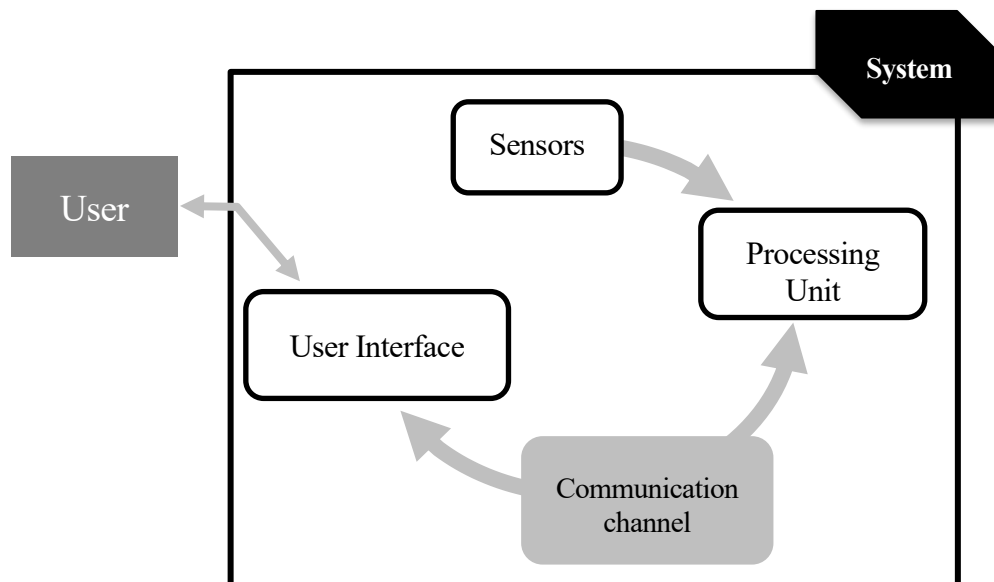 System
Sensors
User
Processing
Unit
User Interface
Communication
channel